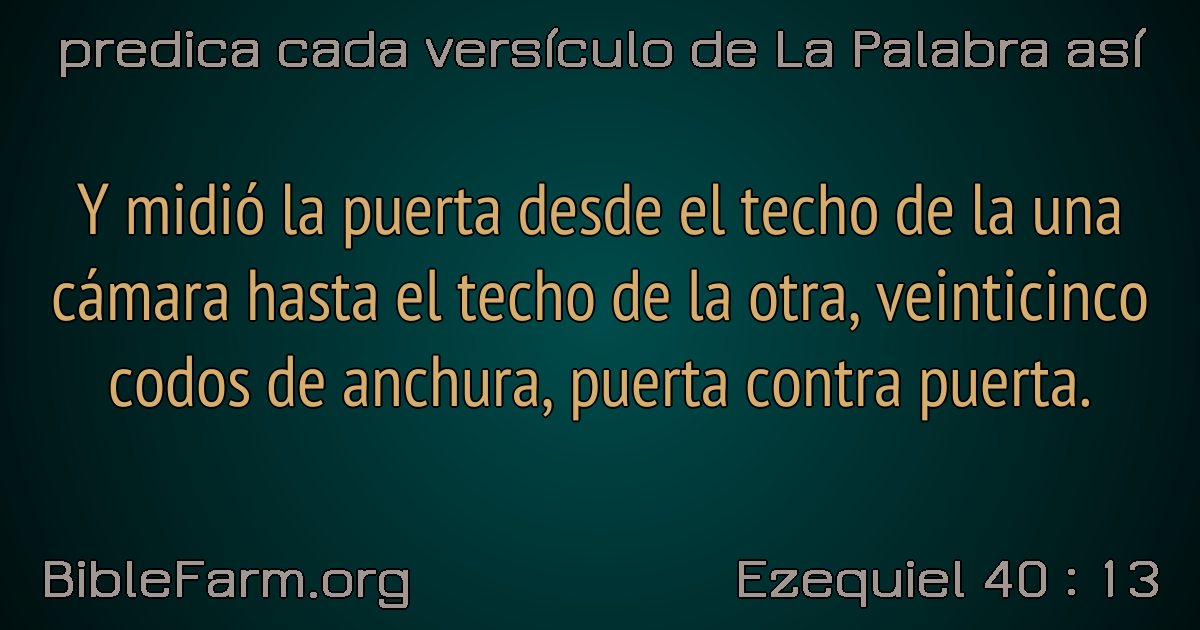 predica cada versículo de La Palabra así
Y midió la puerta desde el techo de la una
cámara hasta el techo de la otra, veinticinco
codos de anchura, puerta contra puerta.
BibleFarm.org
Ezequiel 40 : 13